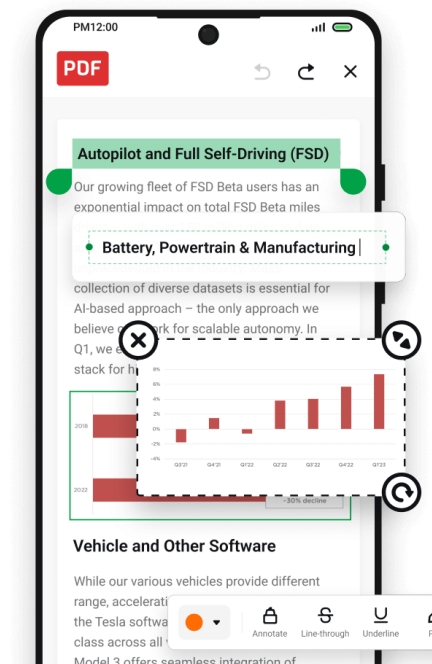 PM12:00
PDF
Autopilot and Full Self-Driving (FSD)
Our growing fleet of FSD Beta users has an
exponential impact on total FSD Beta miles
Battery, Powertrain & Manufacturing
collection of diverse datasets is essential for
AI-based approach – the only approach we
believe rk for scalable autonomy. In
Q1, we e
stack for h
8%
6%
4%
2%
0%
-2%
-4%
Q3'21 Q4'21 Q1'22 Q2'22 Q3'22 Q4'22 Q1'23
2018
2022
-30% decline
Vehicle and Other Software
While our various vehicles provide different
range, accelerati
the Tesla softwa
class across all
Model 3 offers seamless integration of
Annotate Line-through Underline